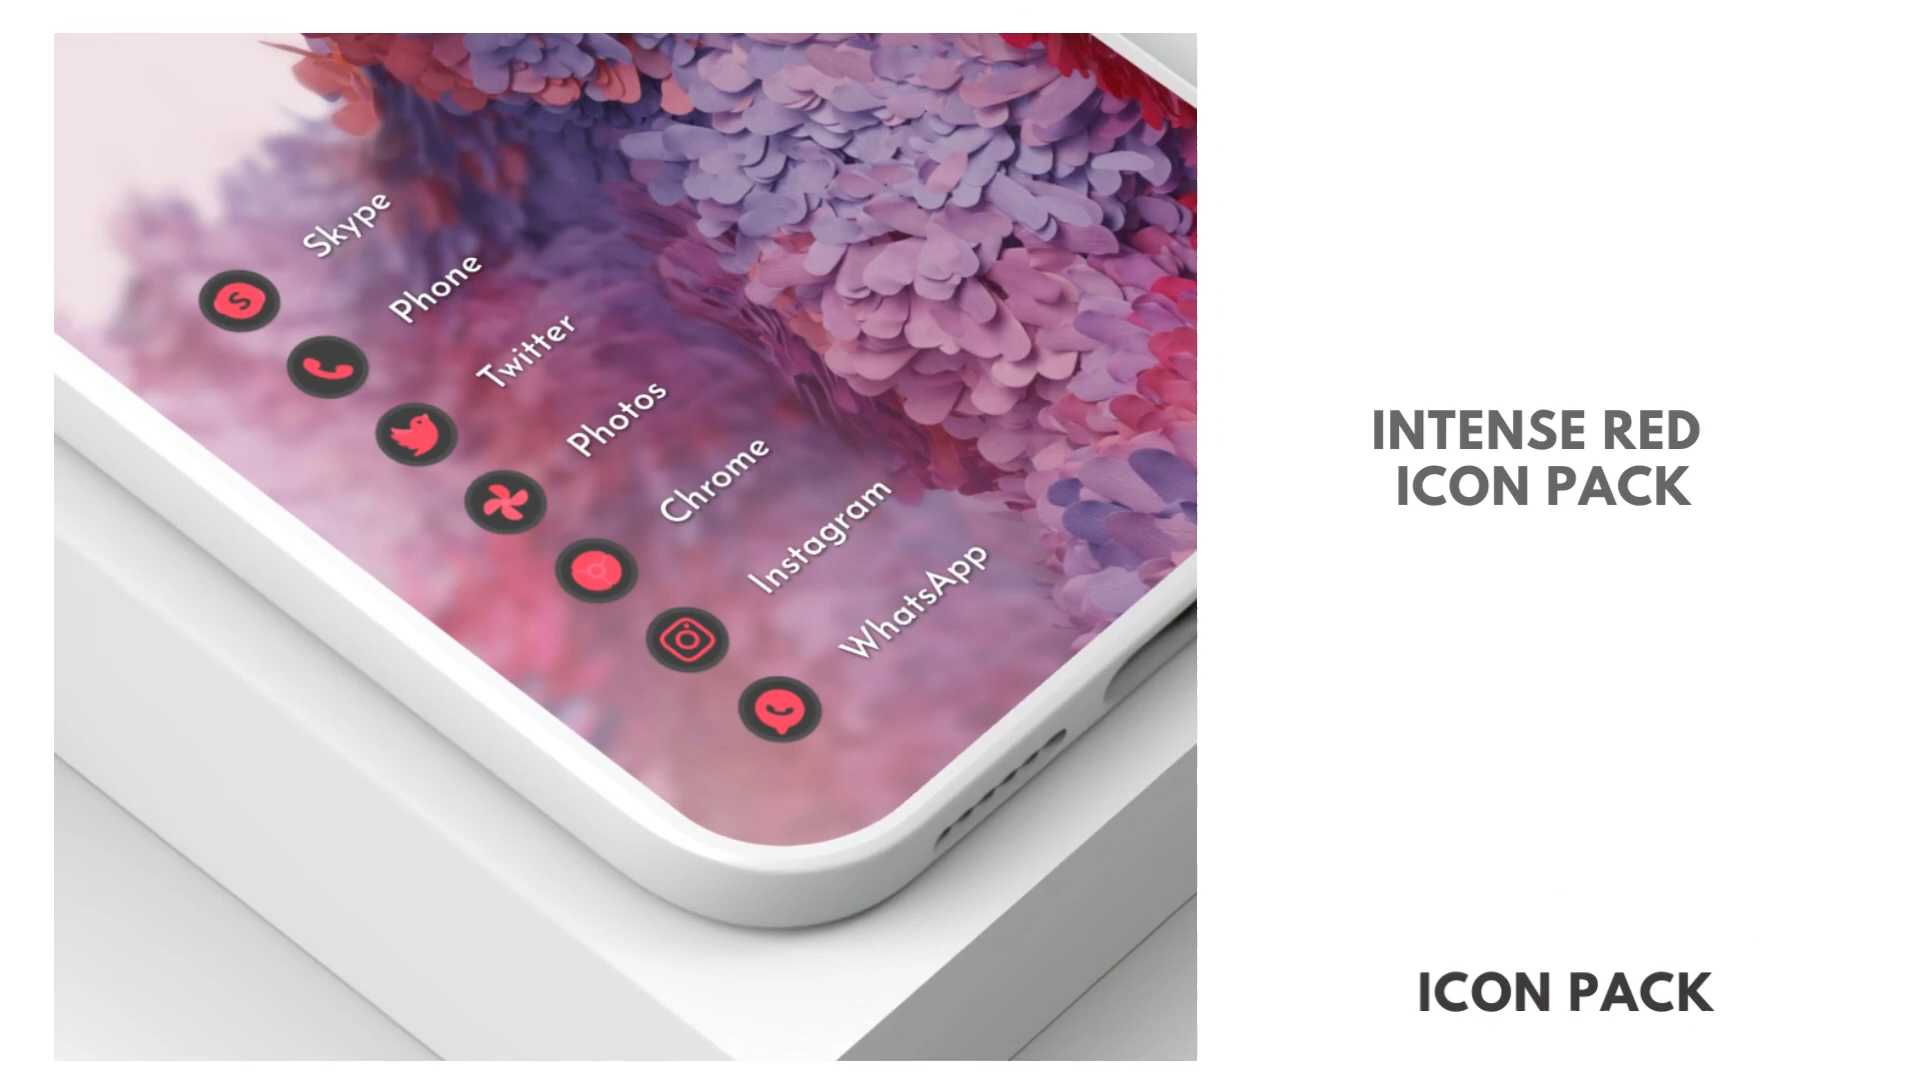 Skype
Phone
Twitter
Photos
Chrome
Instagram
WhatsApp
INTENSE RED
ICON PACK
ICON PACK